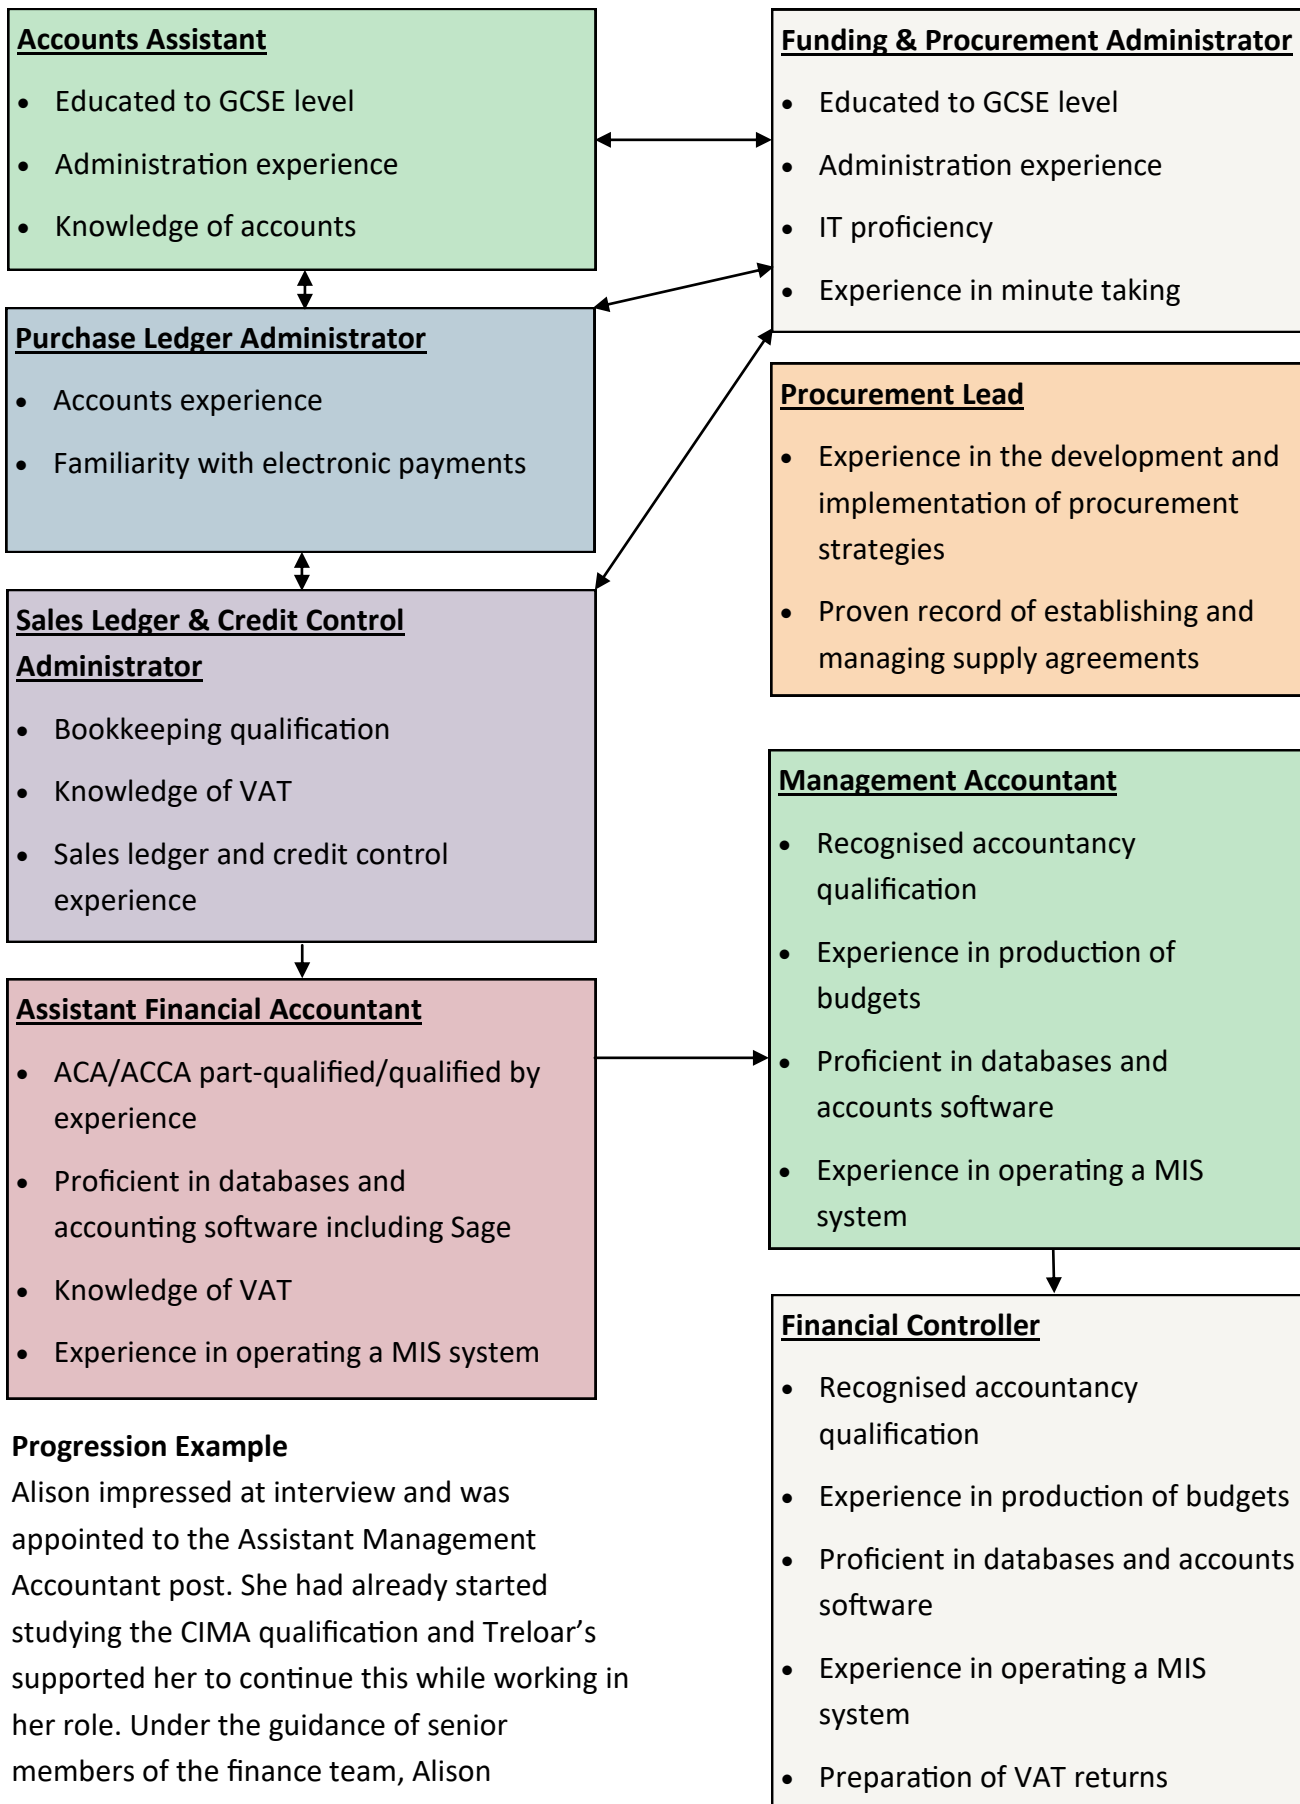 Accounts Assistant
• Educated to GCSE level
• Administration experience
• Knowledge of accounts
Purchase Ledger Administrator
• Accounts experience
• Familiarity with electronic payments
Sales Ledger & Credit Control
Administrator
• Bookkeeping qualification
• Knowledge of VAT
• Sales ledger and credit control
experience
Assistant Financial Accountant
• ACA/ACCA part-qualified/qualified by
experience
• Proficient in databases and
accounting software including Sage
• Knowledge of VAT
• Experience in operating a MIS system
Progression Example
Alison impressed at interview and was
appointed to the Assistant Management
Accountant post. She had already started
studying the CIMA qualification and Treloar’s
supported her to continue this while working in
her role. Under the guidance of senior
members of the finance team, Alison
Funding & Procurement Administrator
• Educated to GCSE level
• Administration experience
• IT proficiency
• Experience in minute taking
Procurement Lead
• Experience in the development and
implementation of procurement
strategies
• Proven record of establishing and
managing supply agreements
Management Accountant
• Recognised accountancy
qualification
• Experience in production of
budgets
• Proficient in databases and
accounts software
• Experience in operating a MIS
system
Financial Controller
• Recognised accountancy
qualification
• Experience in production of budgets
• Proficient in databases and accounts
software
• Experience in operating a MIS
system
• Preparation of VAT returns